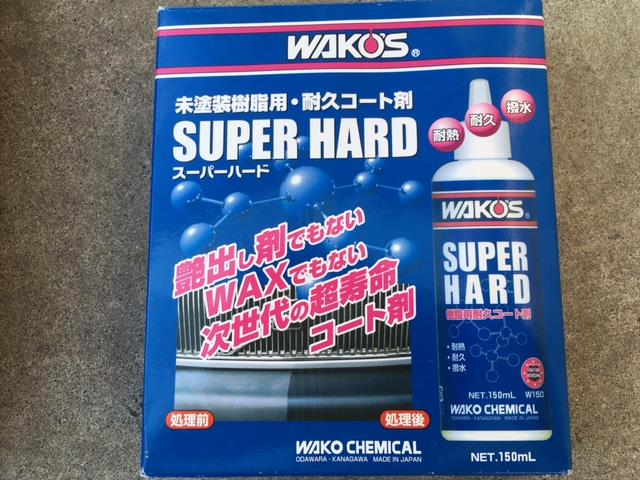 WAKO'S®
未塗装樹脂用・耐久コート剤
SUPER HARD
スーパーハード
耐熱
耐久
撥水
艶出し剤でもない
WAXでもない
次世代の超寿命
コート剤
WAKO'S®
SUPER
HARD
樹脂用耐久コート剤
・耐熱
・耐久
・撥水
NET.150mL W150
WAKO CHEMICAL
処理前
処理後
WAKO CHEMICAL
ODAWARA・KANAGAWA MADE IN JAPAN
NET.150mL